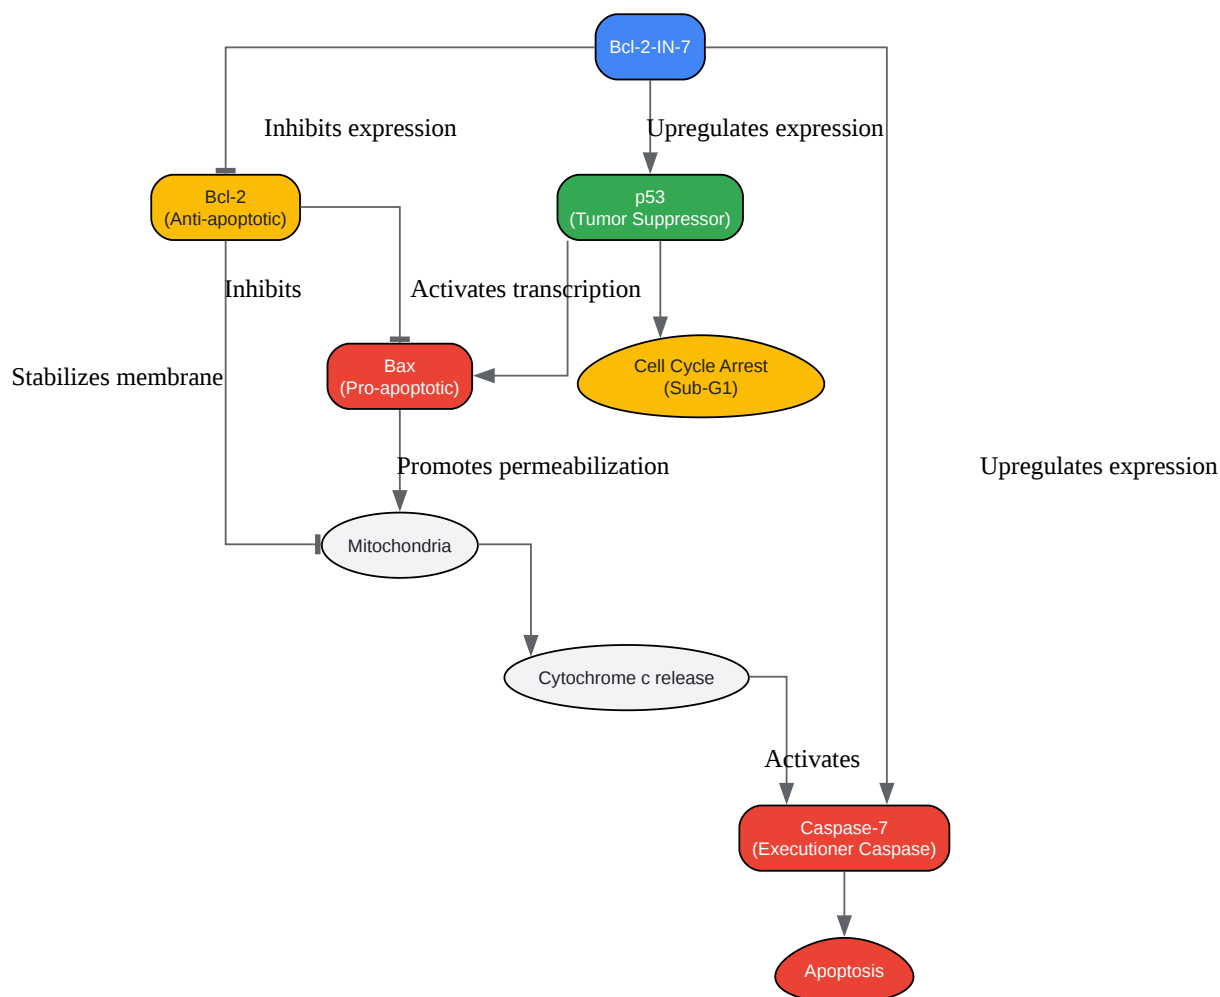 Bcl-2-IN-7
Inhibits expression
Upregulates expression
Bcl-2
(Anti-apoptotic)
p53
(Tumor Suppressor)
Inhibits
Activates transcription
Stabilizes membrane
Bax
(Pro-apoptotic)
Cell Cycle Arrest
(Sub-G1)
Promotes permeabilization
Upregulates expression
Mitochondria
Cytochrome c release
Activates
Caspase-7
(Executioner Caspase)
Apoptosis